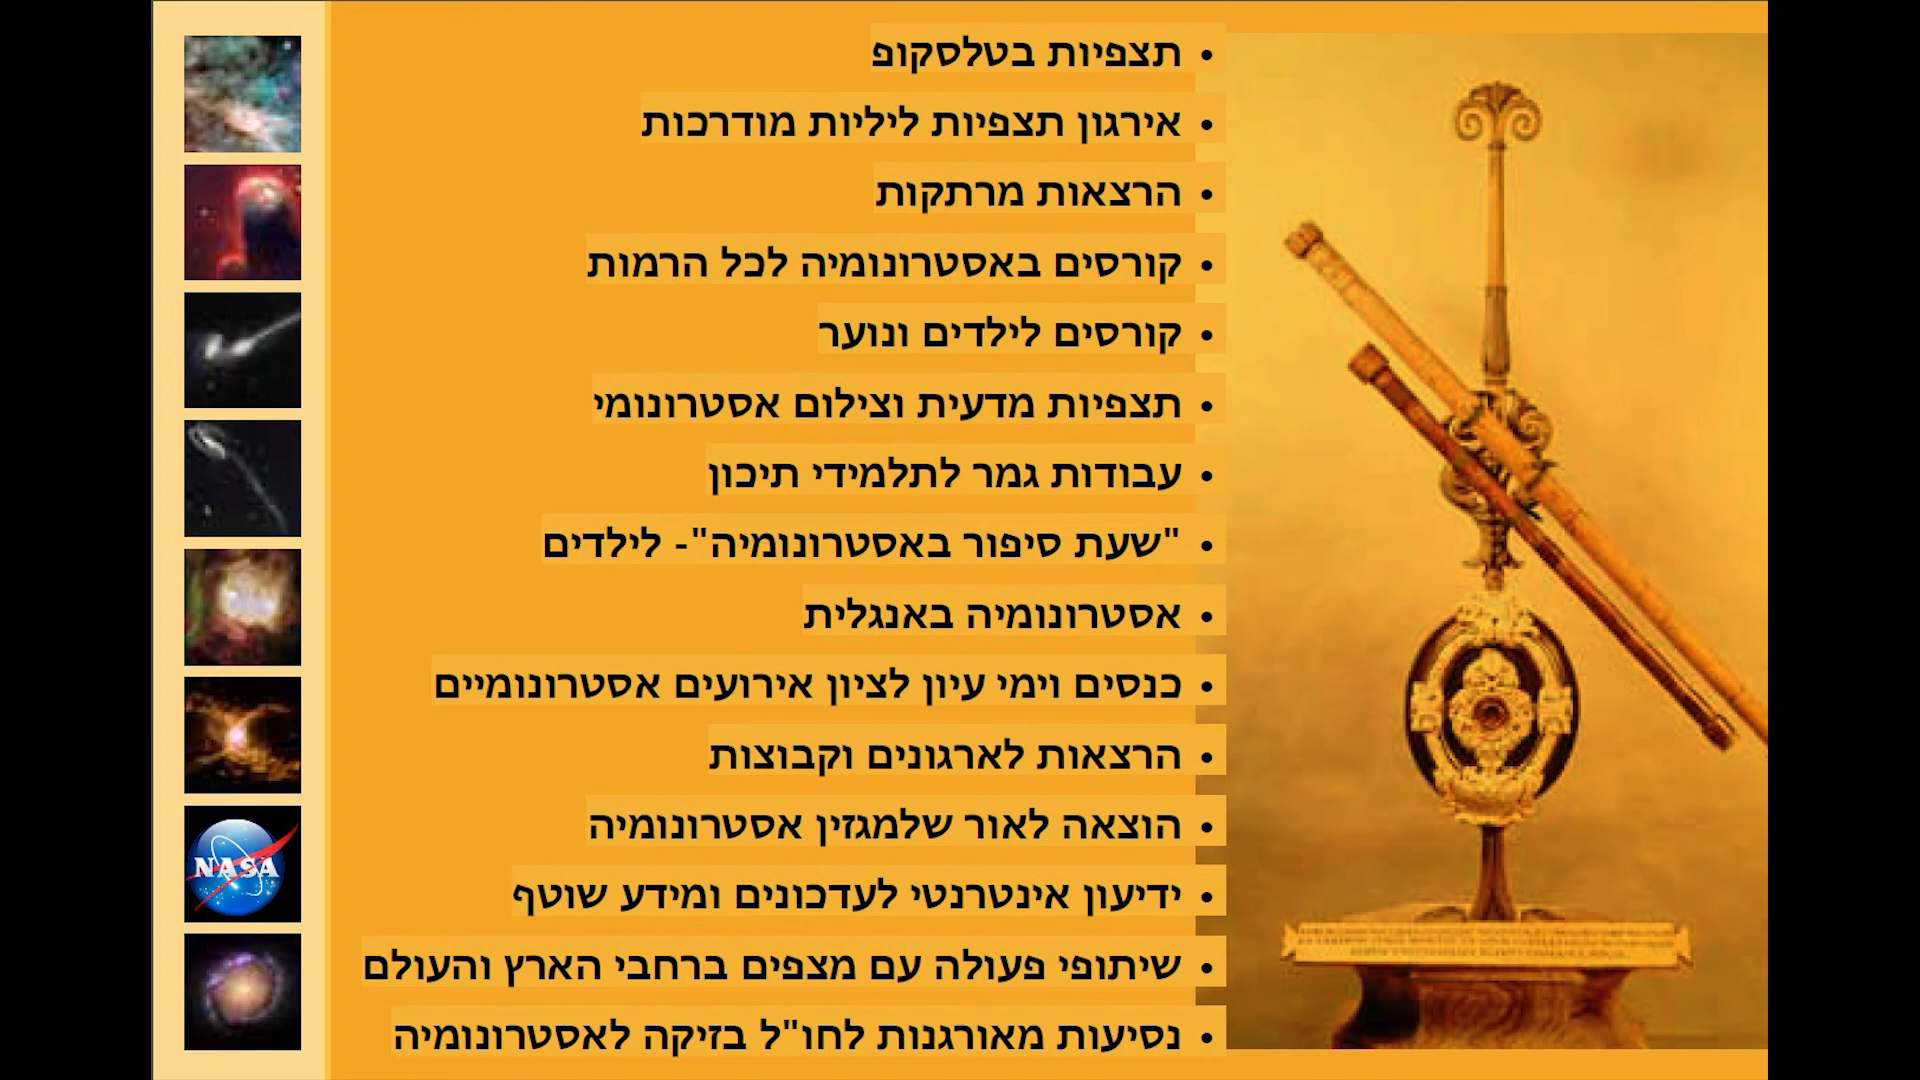 • תצפיות בטלסקופ
• אירגון תצפיות ליליות מודרכות
• הרצאות מרתקות
• קורסים באסטרונומיה לכל הרמות
• קורסים לילדים ונוער
• תצפיות מדעית וצילום אסטרונומי
• עבודות גמר לתלמידי תיכון
• "שעת סיפור באסטרונומיה"- לילדים
• אסטרונומיה באנגלית
• כנסים וימי עיון לציון אירועים אסטרונומיים
• הרצאות לארגונים וקבוצות
• הוצאה לאור שלמגזין אסטרונומיה
• ידיעון אינטרנטי לעדכונים ומידע שוטף
• שיתופי פעולה עם מצפים ברחבי הארץ והעולם
• נסיעות מאורגנות לחו"ל בזיקה לאסטרונומיה
NASA